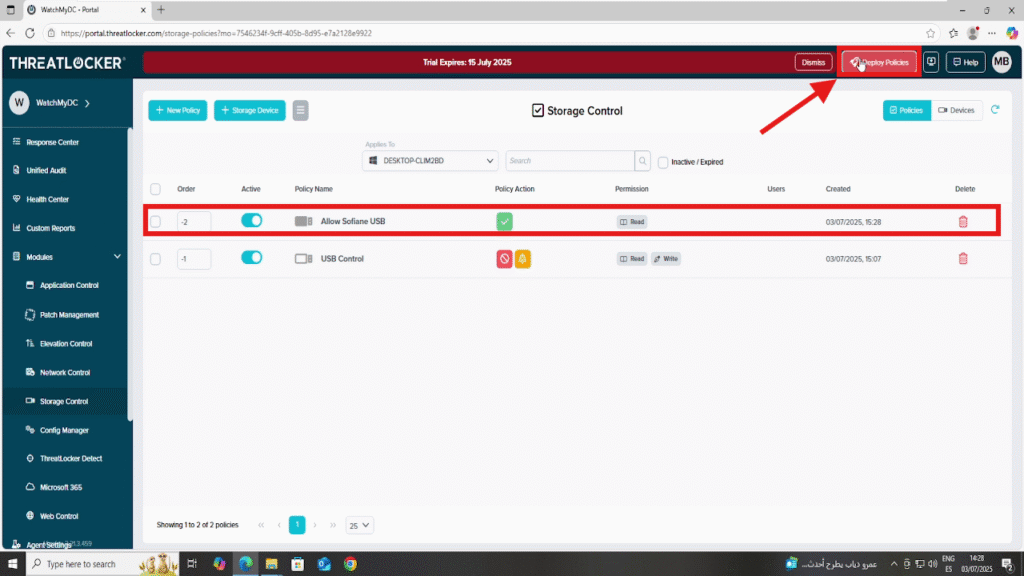 WatchMyDC - Portal
https://portal.threatlocker.com/storage-policies?mo=7546234f-9cff-405b-8d95-e7a2128e9922
THREATLOCKER
Trial Expires: 15 July 2025
Dismiss
Deploy Policies
Help
MB
W
WatchMyDC
Response Center
Unified Audit
Health Center
Custom Reports
Modules
Application Control
Patch Management
Elevation Control
Network Control
Storage Control
Config Manager
ThreatLocker Detect
Microsoft 365
Web Control
Agent Settings
+ New Policy
+ Storage Device
Storage Control
Policies
Devices
Applies To
DESKTOP-CLIM2BD
Search
Inactive / Expired
Order Active Policy Name Policy Action Permission Users Created Delete
-2 Allow Sofiane USB Read 03/07/2025, 15:28
-1 USB Control Read Write 03/07/2025, 15:07
Showing 1 to 2 of 2 policies
1
25
Type here to search
عمرو دياب يطرح أحدث...
ENG
ES
14:28
03/07/2025
2